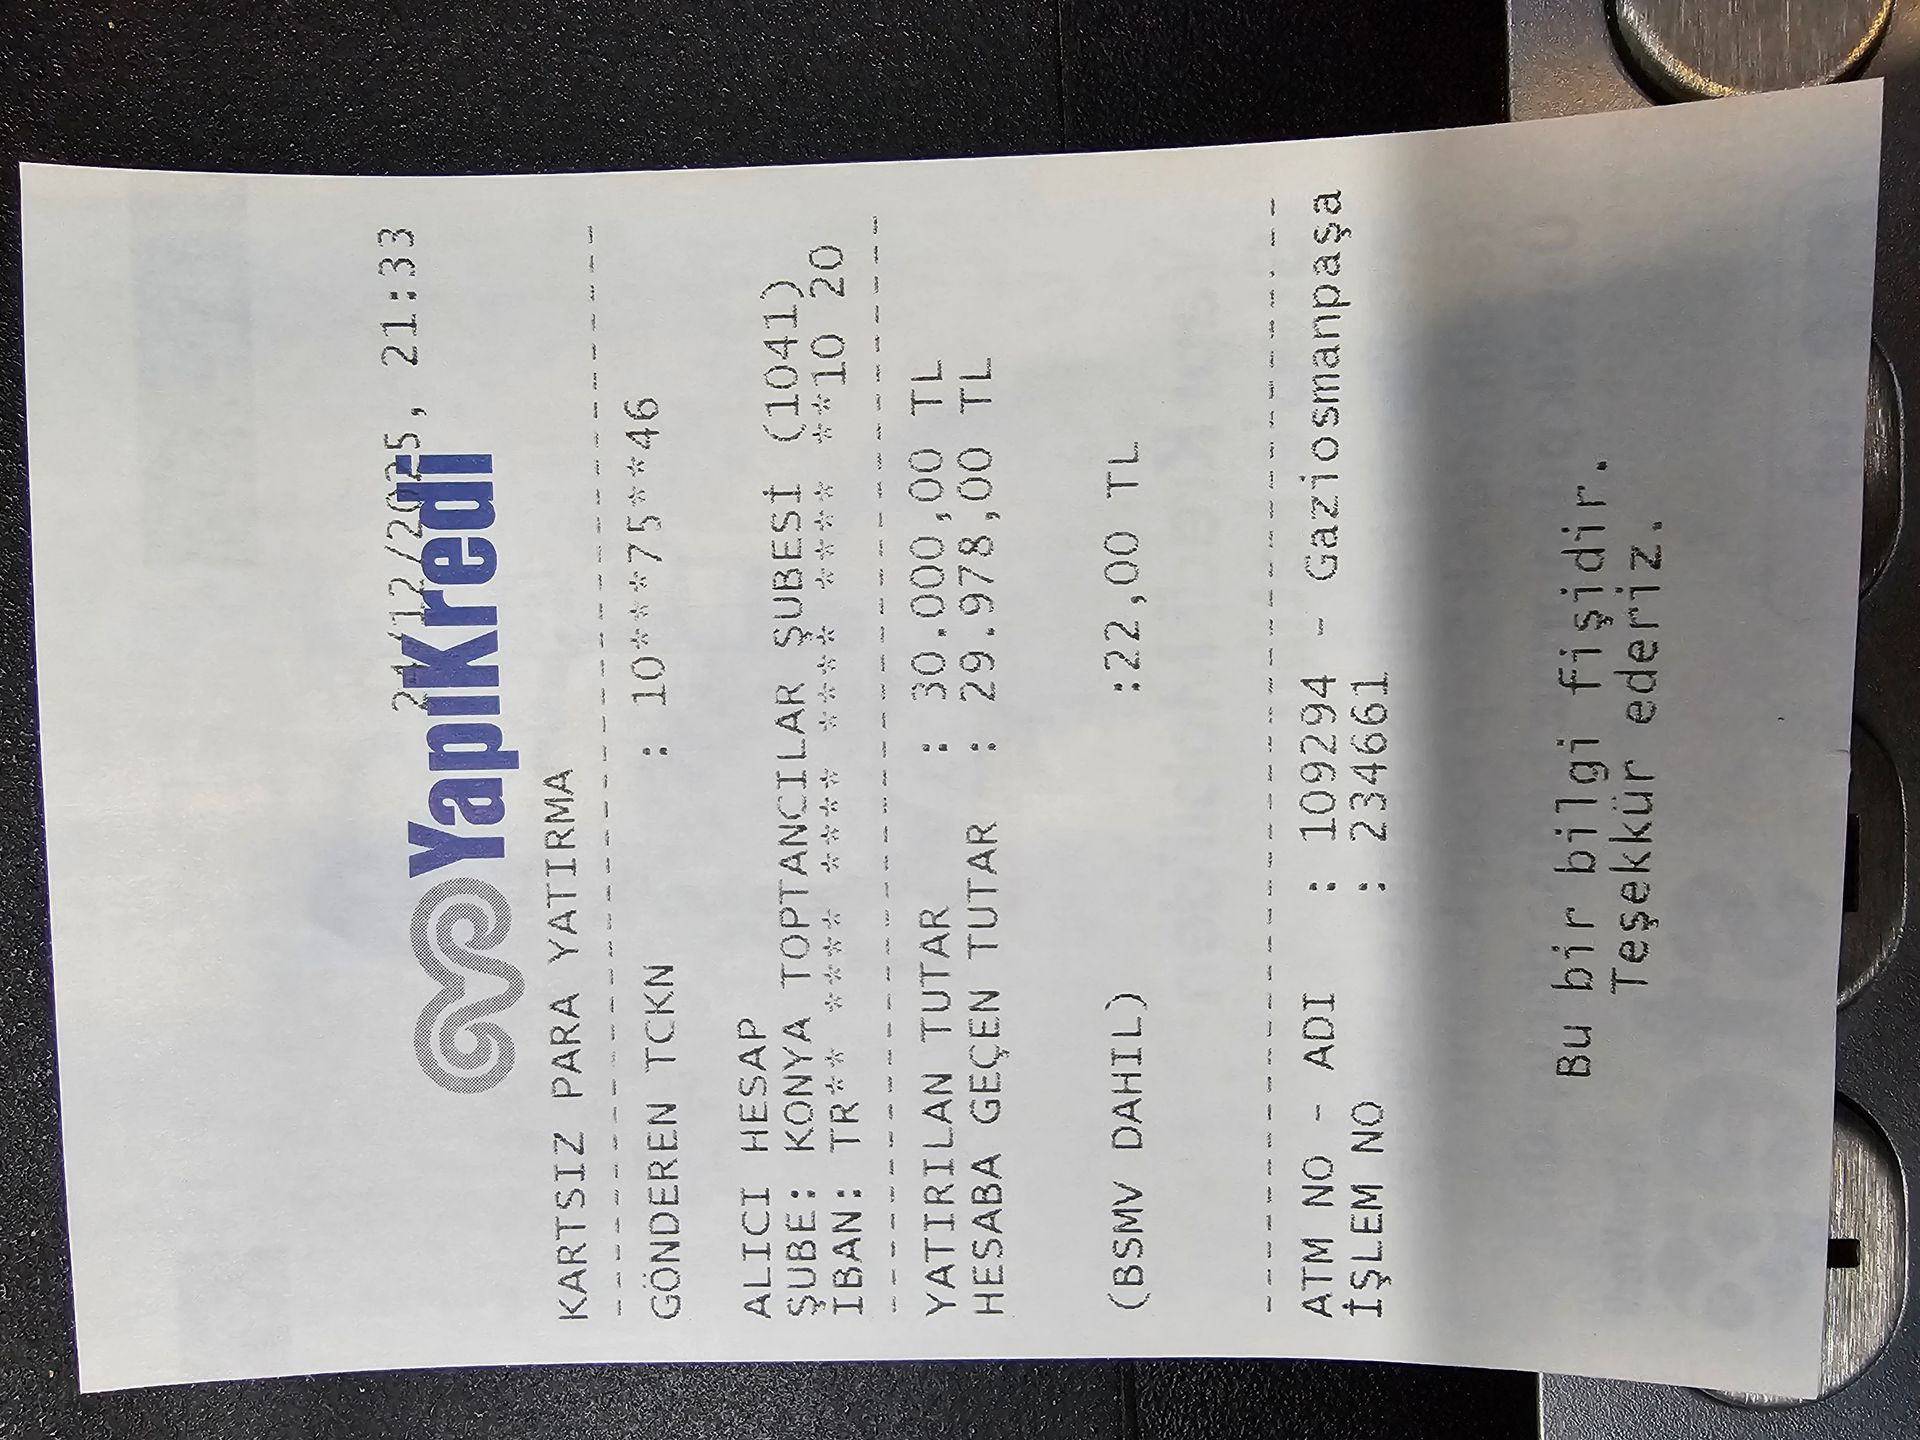 24/12/2025, 21:33
YapıKredi
KARTSIZ PARA YATIRMA
GÖNDEREN TCKN : 10***75**46
ALICI HESAP
ŞUBE: KONYA TOPTANCILAR ŞUBESİ (1041)
IBAN: TR** **** **** **** **** **10 20
YATIRILAN TUTAR : 30.000,00 TL
HESABA GEÇEN TUTAR : 29.978,00 TL
(BSMV DAHIL) :22,00 TL
ATM NO - ADI : 109294 - Gaziosmanpaşa
İŞLEM NO : 234661
Bu bir bilgi fişidir.
Teşekkür ederiz.